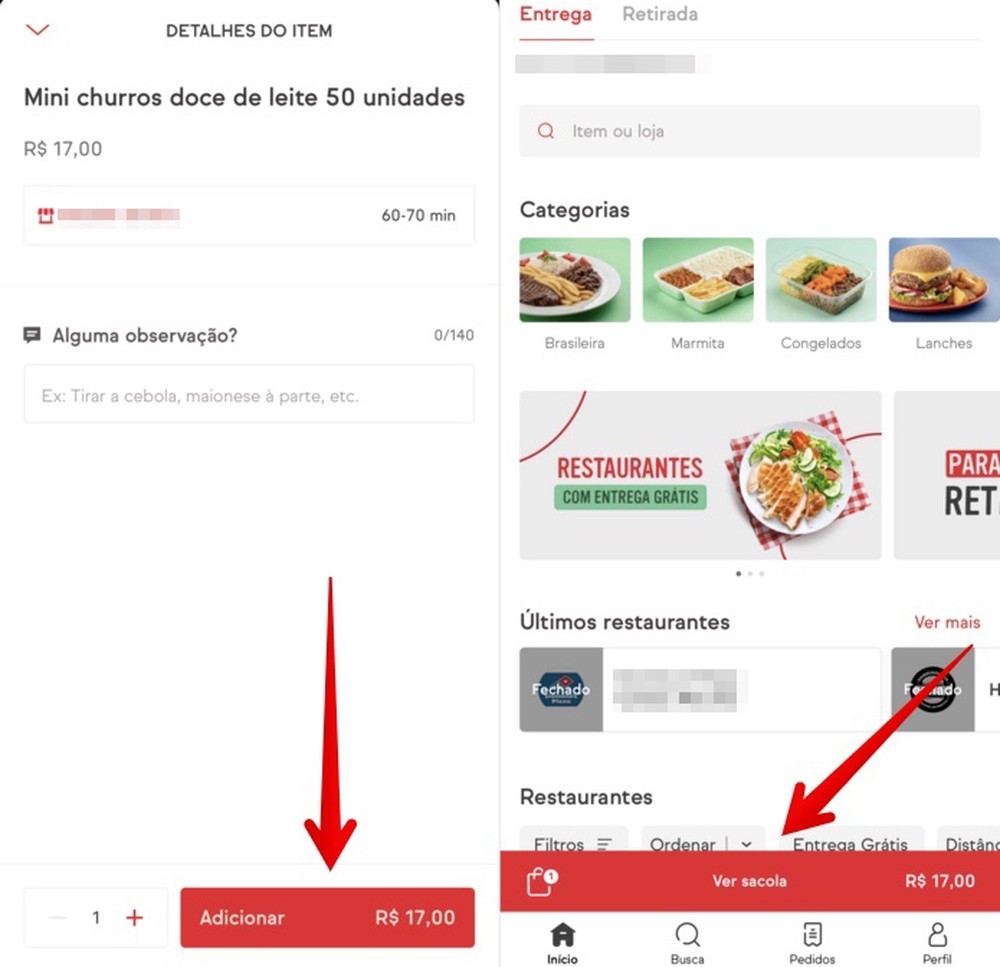 DETALHES DO ITEM
Mini churros doce de leite 50 unidades
R$ 17,00
60-70 min
Alguma observação?
0/140
Ex: Tirar a cebola, maionese à parte, etc.
1
Adicionar
R$ 17,00
Entrega
Retirada
Item ou loja
Categorias
Brasileira
Marmita
Congelados
Lanches
RESTAURANTES
COM ENTREGA GRÁTIS
PARA
RET
Últimos restaurantes
Ver mais
Fechado
Fechado
H
Restaurantes
Filtros
Ordenar
Entrega Grátis
Distânc
1
Ver sacola
R$ 17,00
Início
Busca
Pedidos
Perfil